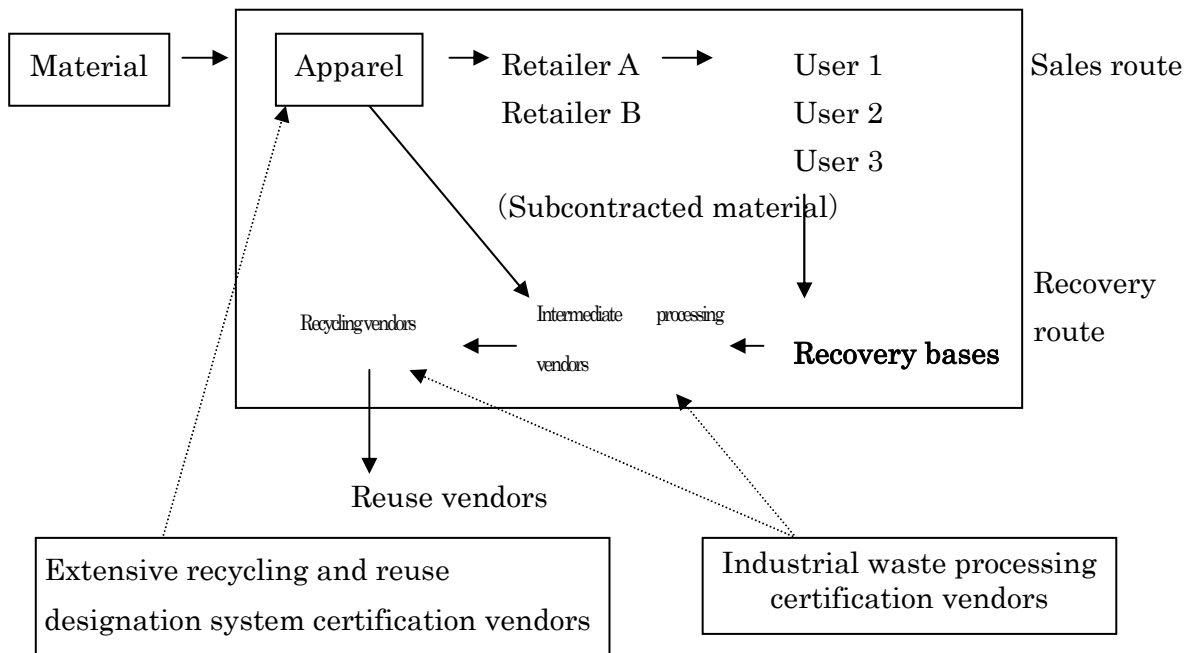 Material
Apparel
Retailer A
User 1
Sales route
Retailer B
User 2
User 3
（Subcontracted material）
Recovery
route
Recycling vendors
Intermediate processing
vendors
Recovery bases
Reuse vendors
Extensive recycling and reuse
designation system certification vendors
Industrial waste processing
certification vendors